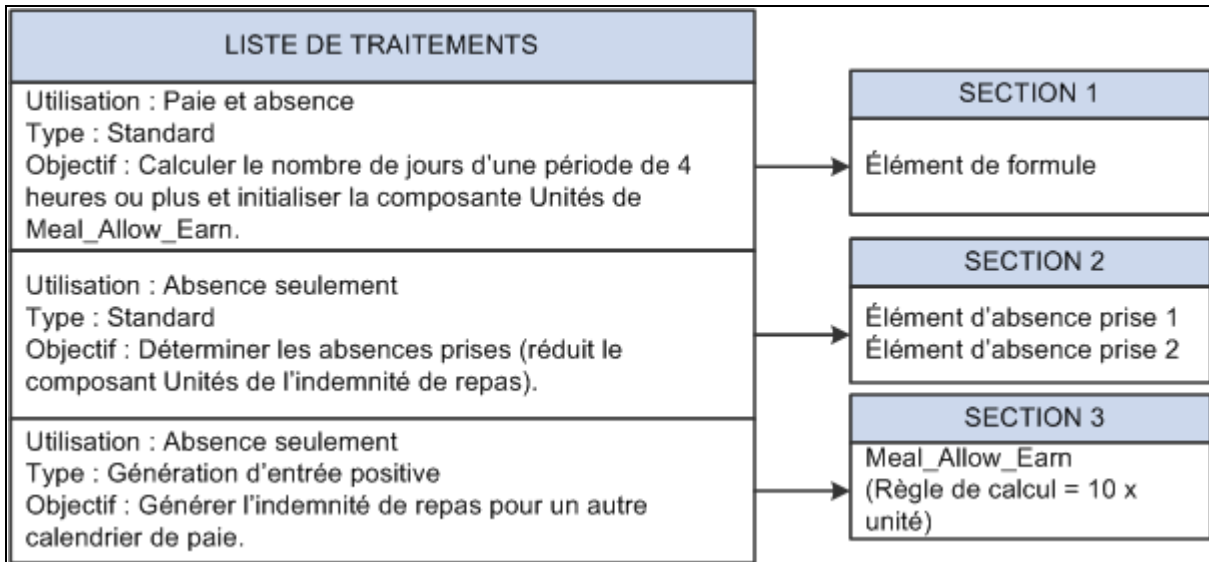 LISTE DE TRAITEMENTS
Utilisation : Paie et absence
Type : Standard
Objectif : Calculer le nombre de jours d'une période de 4
heures ou plus et initialiser la composante Unités de
Meal_Allow_Earn.
SECTION 1
Élément de formule
Utilisation : Absence seulement
Type : Standard
Objectif : Déterminer les absences prises (réduit le
composant Unités de l'indemnité de repas).
SECTION 2
Élément d'absence prise 1
Élément d'absence prise 2
Utilisation : Absence seulement
Type : Génération d'entrée positive
Objectif : Générer l'indemnité de repas pour un autre
calendrier de paie.
SECTION 3
Meal_Allow_Earn
(Règle de calcul = 10 x
unité)